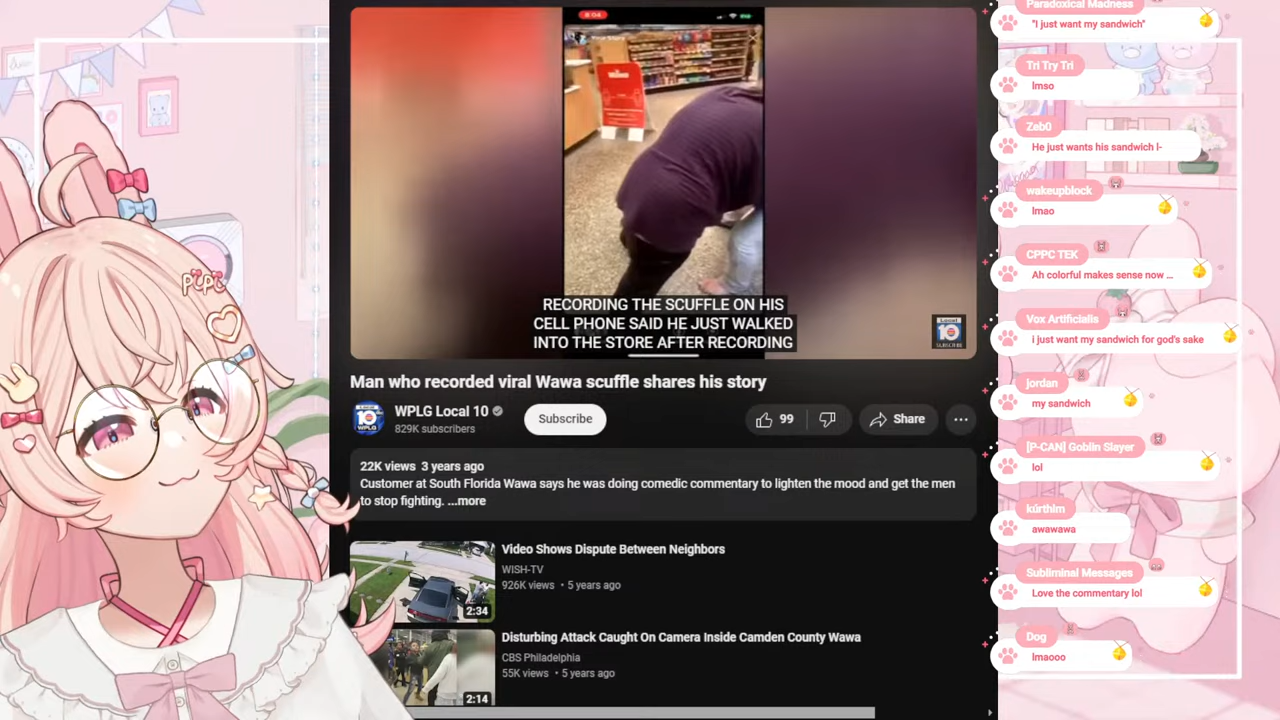 8:04
RECORDING THE SCUFFLE ON HIS
CELL PHONE SAID HE JUST WALKED
INTO THE STORE AFTER RECORDING
Local
10
SUBSCRIBE
Man who recorded viral Wawa scuffle shares his story
WPLG Local 10
829K subscribers
Subscribe
99
Share
22K views 3 years ago
Customer at South Florida Wawa says he was doing comedic commentary to lighten the mood and get the men
to stop fighting. ...more
2:34
Video Shows Dispute Between Neighbors
WISH-TV
926K views • 5 years ago
2:14
Disturbing Attack Caught On Camera Inside Camden County Wawa
CBS Philadelphia
55K views • 5 years ago
PiPi
Paradoxical Madness
"I just want my sandwich"
Tri Try Tri
lmso
Zeb0
He just wants his sandwich l-
wakeupblock
lmao
CPPC TEK
Ah colorful makes sense now ...
Vox Artificialis
i just want my sandwich for god's sake
jordan
my sandwich
[P-CAN] Goblin Slayer
lol
kúrthlm
awawawa
Subliminal Messages
Love the commentary lol
Dog
lmaooo